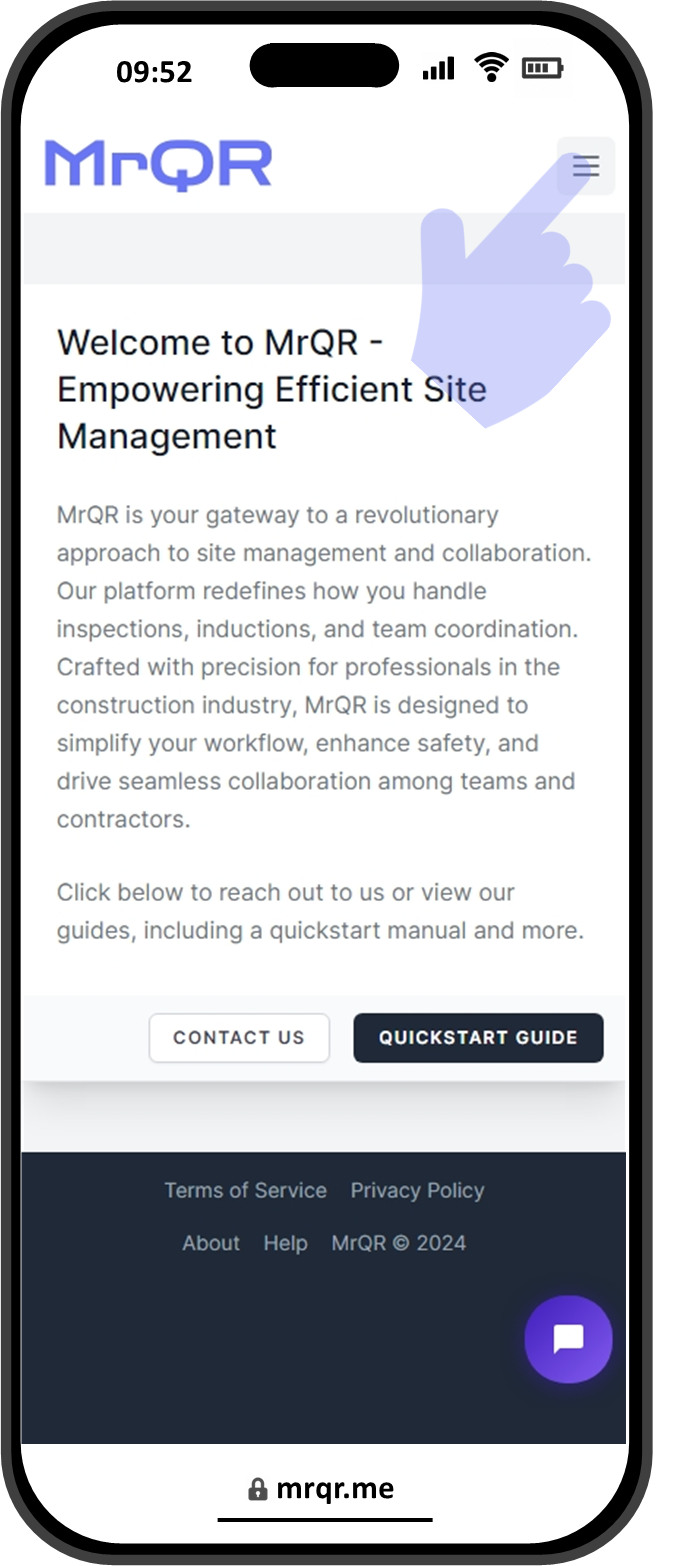 09:52
MrQR
Welcome to MrQR -
Empowering Efficient Site
Management
MrQR is your gateway to a revolutionary
approach to site management and collaboration.
Our platform redefines how you handle
inspections, inductions, and team coordination.
Crafted with precision for professionals in the
construction industry, MrQR is designed to
simplify your workflow, enhance safety, and
drive seamless collaboration among teams and
contractors.
Click below to reach out to us or view our
guides, including a quickstart manual and more.
CONTACT US QUICKSTART GUIDE
Terms of Service Privacy Policy
About Help MrQR © 2024
mrqr.me